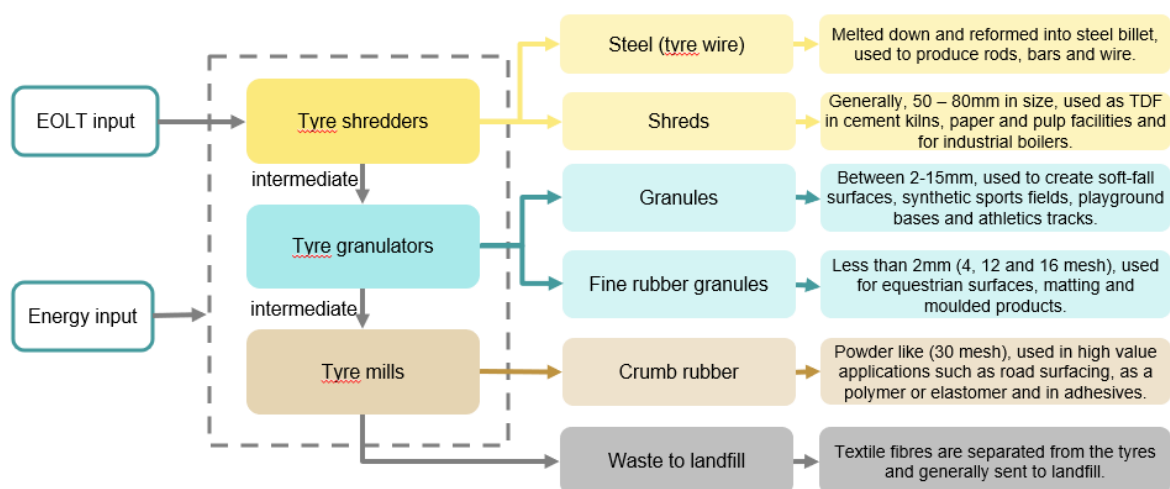 EOLT input
Energy input
Tyre shredders
intermediate
Tyre granulators
intermediate
Tyre mills
Steel (tyre wire)
Melted down and reformed into steel billet,
used to produce rods, bars and wire.
Shreds
Generally, 50 – 80mm in size, used as TDF
in cement kilns, paper and pulp facilities and
for industrial boilers.
Granules
Between 2-15mm, used to create soft-fall
surfaces, synthetic sports fields, playground
bases and athletics tracks.
Fine rubber granules
Less than 2mm (4, 12 and 16 mesh), used
for equestrian surfaces, matting and
moulded products.
Crumb rubber
Powder like (30 mesh), used in high value
applications such as road surfacing, as a
polymer or elastomer and in adhesives.
Waste to landfill
Textile fibres are separated from the tyres
and generally sent to landfill.